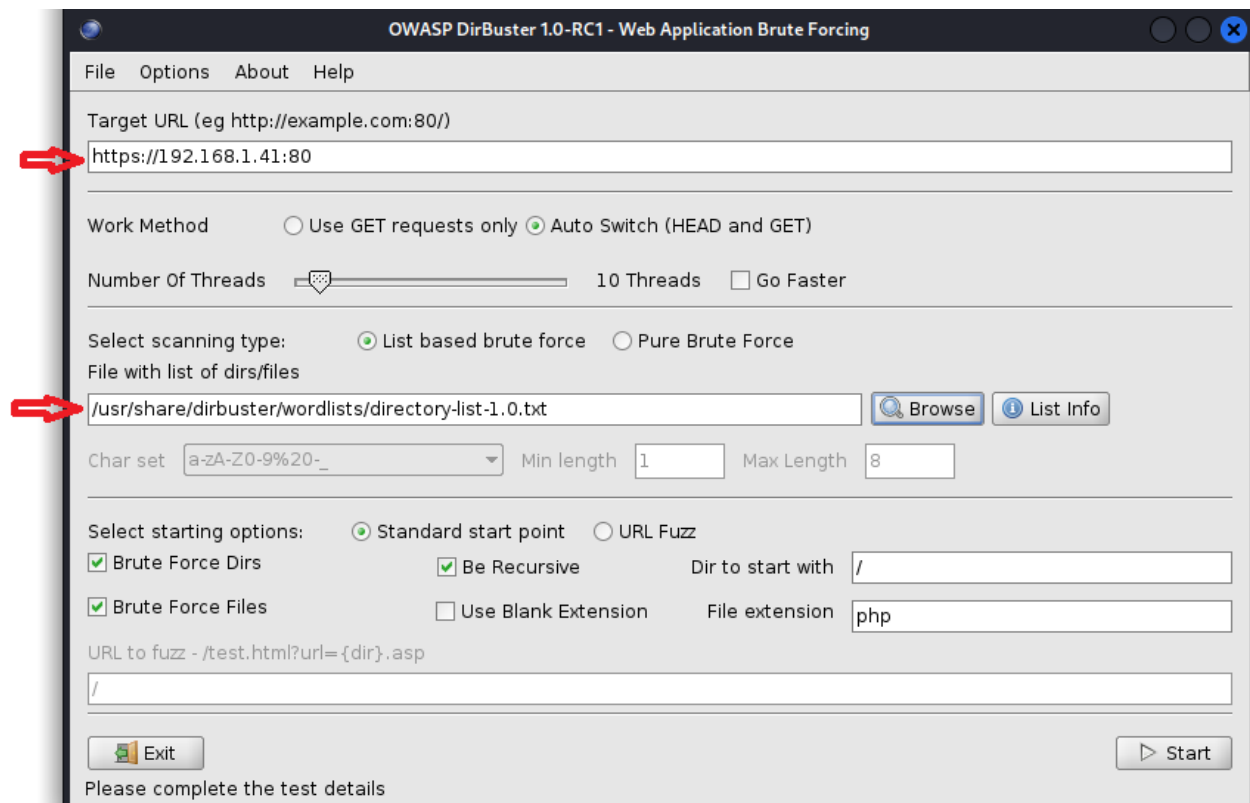 OWASP DirBuster 1.0-RC1 - Web Application Brute Forcing
File Options About Help
Target URL (eg http://example.com:80/)
https://192.168.1.41:80
Work Method Use GET requests only Auto Switch (HEAD and GET)
Number Of Threads 10 Threads Go Faster
Select scanning type: List based brute force Pure Brute Force
File with list of dirs/files
/usr/share/dirbuster/wordlists/directory-list-1.0.txt Browse List Info
Char set a-zA-Z0-9%20-_ Min length 1 Max Length 8
Select starting options: Standard start point URL Fuzz
Brute Force Dirs Be Recursive Dir to start with /
Brute Force Files Use Blank Extension File extension php
URL to fuzz - /test.html?url={dir}.asp
/
Exit Start
Please complete the test details